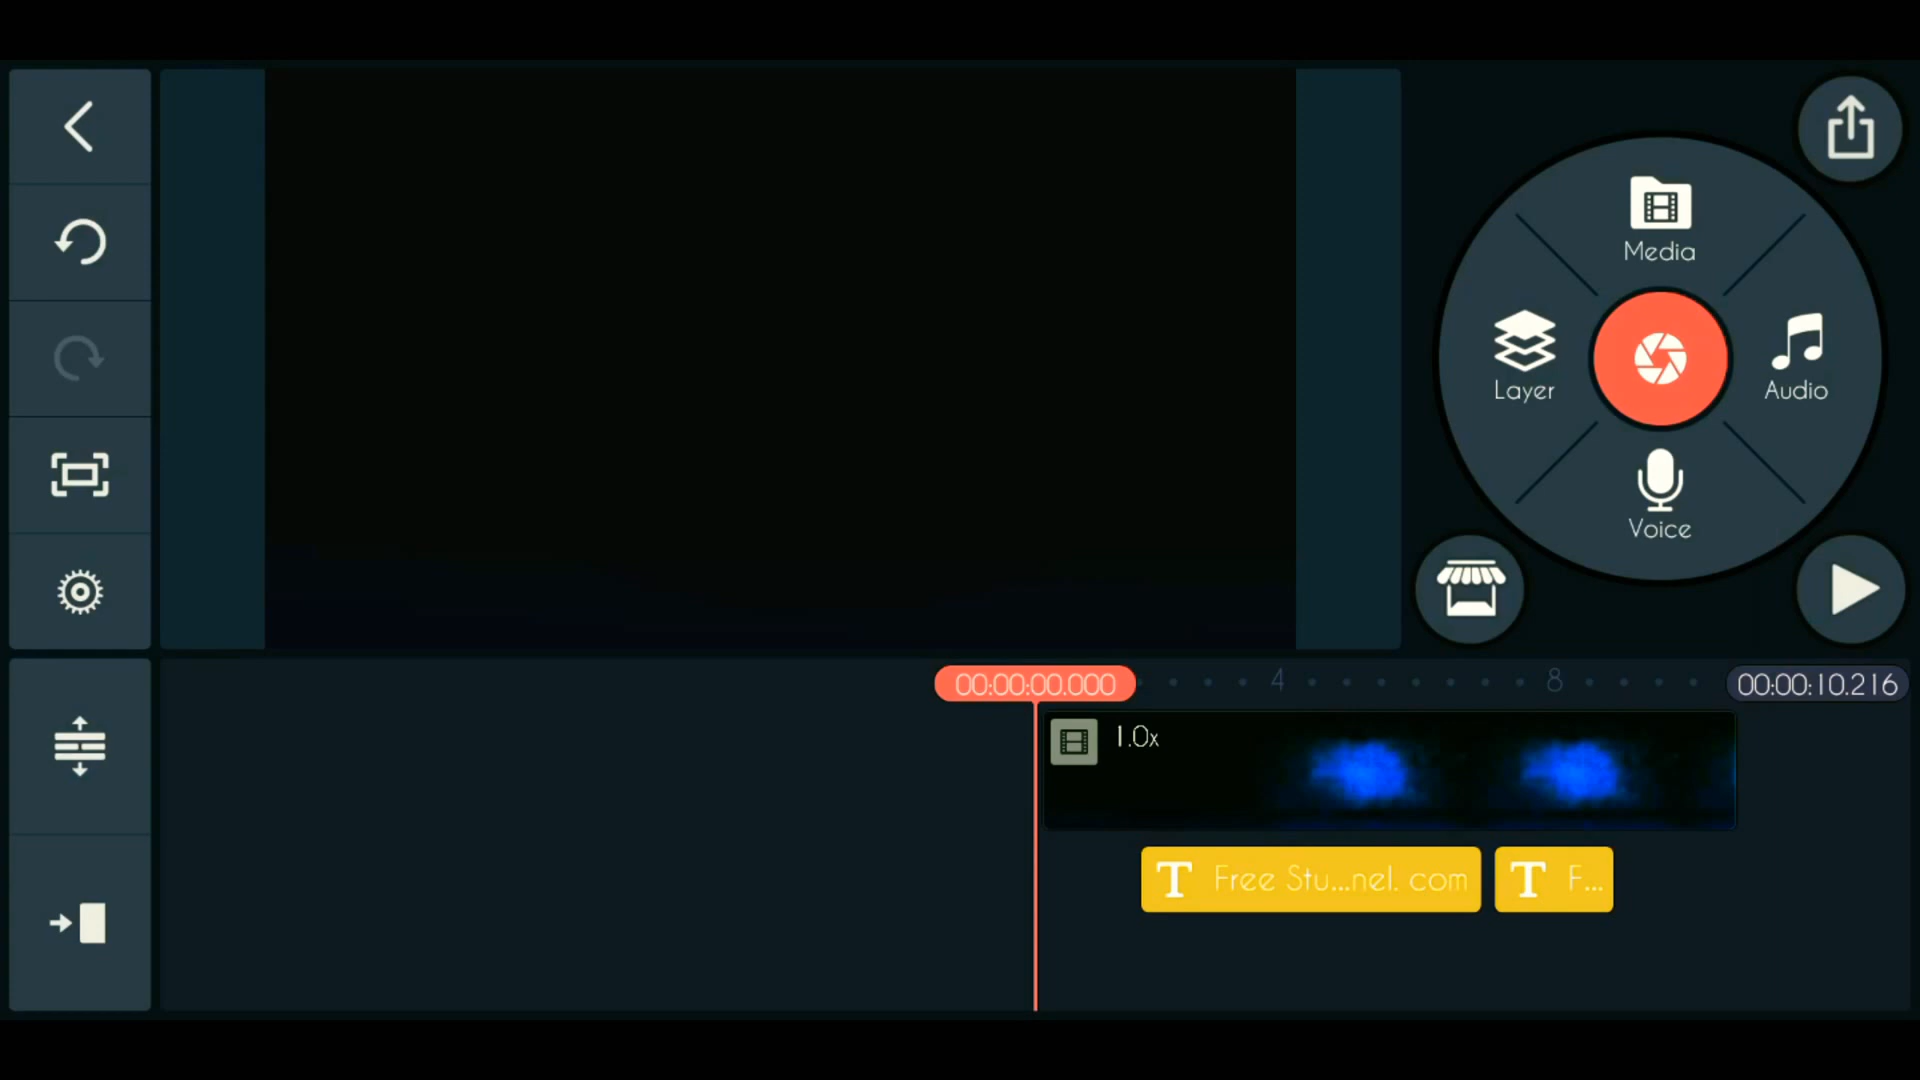 Media
Layer
Audio
Voice
00:00:00.000
4
8
00:00:10.216
1.0x
T Free Stu...nel. com
T F...